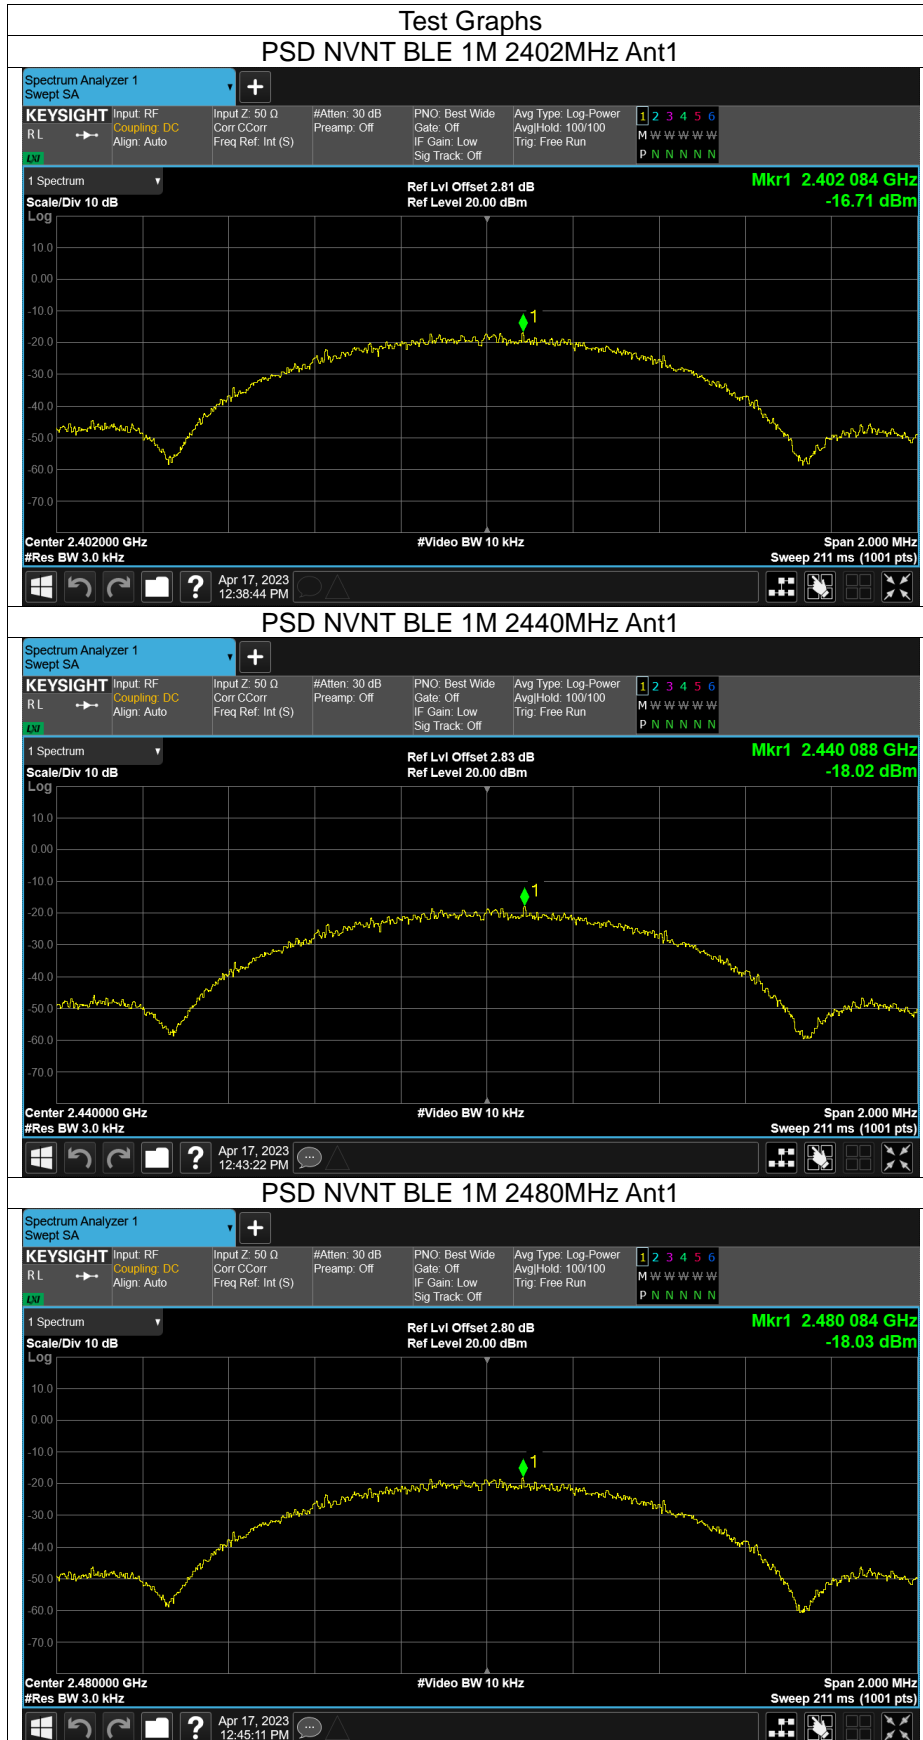 Test Graphs
PSD NVNT BLE 1M 2402MHz Ant1
Spectrum Analyzer 1
Swept SA
KEYSIGHT Input: RF Input Z: 50 Ω #Atten: 30 dB PNO: Best Wide Avg Type: Log-Power 1 2 3 4 5 6
RL Coupling: DC Corr CCorr Preamp: Off Gate: Off Avg|Hold: 100/100 M W W W W W
Align: Auto Freq Ref: Int (S) IF Gain: Low Trig: Free Run
LXI Sig Track: Off P N N N N N
1 Spectrum Ref Lvl Offset 2.81 dB Mkr1 2.402 084 GHz
Scale/Div 10 dB Ref Level 20.00 dBm -16.71 dBm
Log
10.0
0.00
-10.0
1
-20.0
-30.0
-40.0
-50.0
-60.0
-70.0
Center 2.402000 GHz #Video BW 10 kHz Span 2.000 MHz
#Res BW 3.0 kHz Sweep 211 ms (1001 pts)
? Apr 17, 2023
12:38:44 PM
PSD NVNT BLE 1M 2440MHz Ant1
Spectrum Analyzer 1
Swept SA
KEYSIGHT Input: RF Input Z: 50 Ω #Atten: 30 dB PNO: Best Wide Avg Type: Log-Power 1 2 3 4 5 6
RL Coupling: DC Corr CCorr Preamp: Off Gate: Off Avg|Hold: 100/100 M W W W W W
Align: Auto Freq Ref: Int (S) IF Gain: Low Trig: Free Run
LXI Sig Track: Off P N N N N N
1 Spectrum Ref Lvl Offset 2.83 dB Mkr1 2.440 088 GHz
Scale/Div 10 dB Ref Level 20.00 dBm -18.02 dBm
Log
10.0
0.00
-10.0
1
-20.0
-30.0
-40.0
-50.0
-60.0
-70.0
Center 2.440000 GHz #Video BW 10 kHz Span 2.000 MHz
#Res BW 3.0 kHz Sweep 211 ms (1001 pts)
? Apr 17, 2023
12:43:22 PM
PSD NVNT BLE 1M 2480MHz Ant1
Spectrum Analyzer 1
Swept SA
KEYSIGHT Input: RF Input Z: 50 Ω #Atten: 30 dB PNO: Best Wide Avg Type: Log-Power 1 2 3 4 5 6
RL Coupling: DC Corr CCorr Preamp: Off Gate: Off Avg|Hold: 100/100 M W W W W W
Align: Auto Freq Ref: Int (S) IF Gain: Low Trig: Free Run
LXI Sig Track: Off P N N N N N
1 Spectrum Ref Lvl Offset 2.80 dB Mkr1 2.480 084 GHz
Scale/Div 10 dB Ref Level 20.00 dBm -18.03 dBm
Log
10.0
0.00
-10.0
1
-20.0
-30.0
-40.0
-50.0
-60.0
-70.0
Center 2.480000 GHz #Video BW 10 kHz Span 2.000 MHz
#Res BW 3.0 kHz Sweep 211 ms (1001 pts)
? Apr 17, 2023
12:45:11 PM